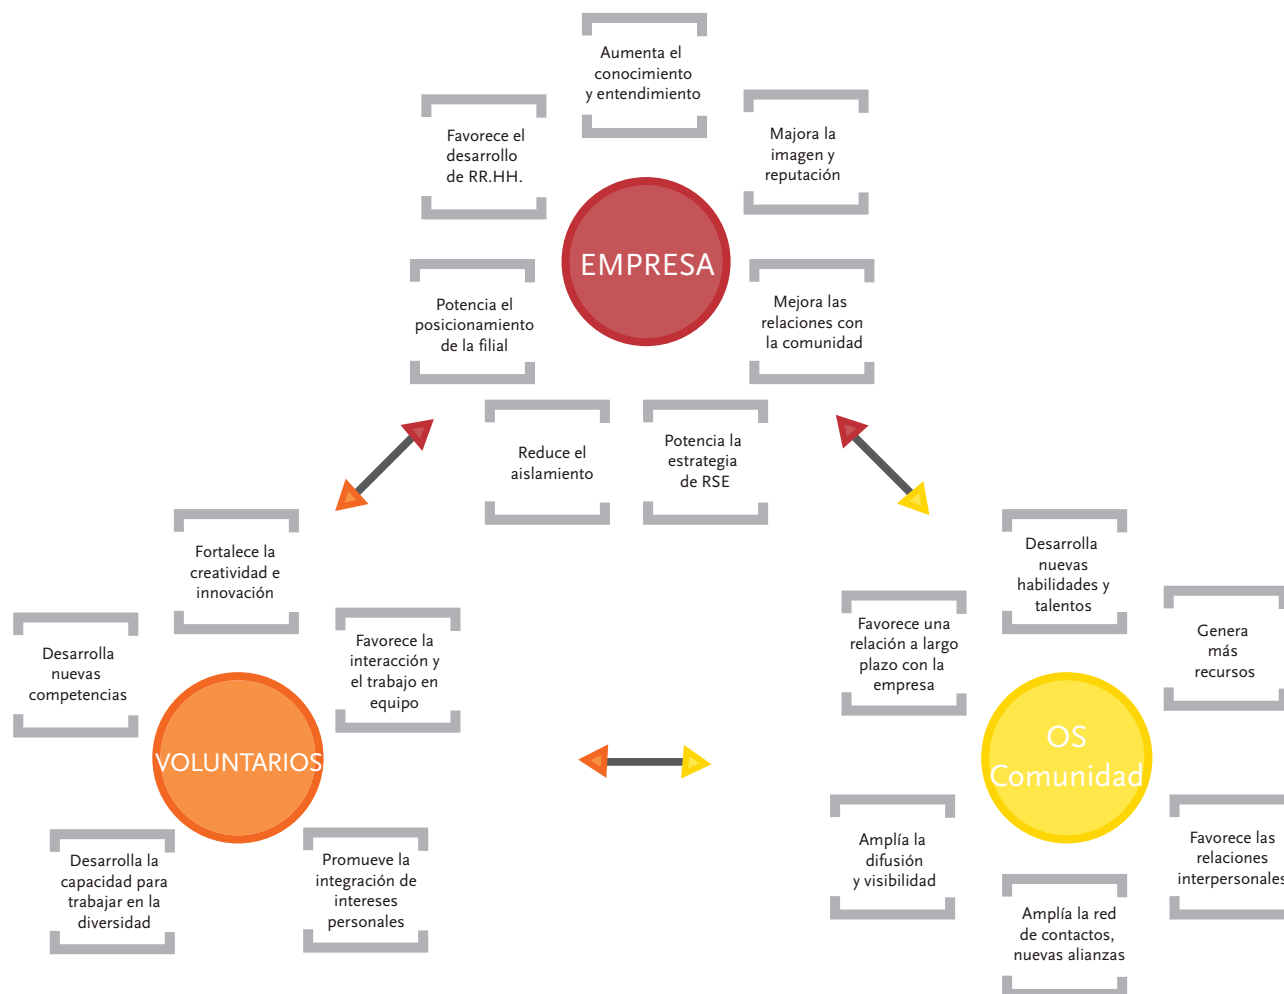 Aumenta el
conocimiento
y entendimiento
Favorece el
desarrollo
de RR.HH.
Majora la
imagen y
reputación
EMPRESA
Potencia el
posicionamiento
de la filial
Mejora las
relaciones con
la comunidad
Reduce el
aislamiento
Potencia la
estrategia
de RSE
Fortalece la
creatividad e
innovación
Desarrolla
nuevas
competencias
Favorece la
interacción y
el trabajo en
equipo
VOLUNTARIOS
Desarrolla la
capacidad para
trabajar en la
diversidad
Promueve la
integración de
intereses
personales
Desarrolla
nuevas
habilidades y
talentos
Favorece una
relación a largo
plazo con la
empresa
Genera
más
recursos
OS
Comunidad
Amplía la
difusión
y visibilidad
Favorece las
relaciones
interpersonales
Amplía la red
de contactos,
nuevas alianzas